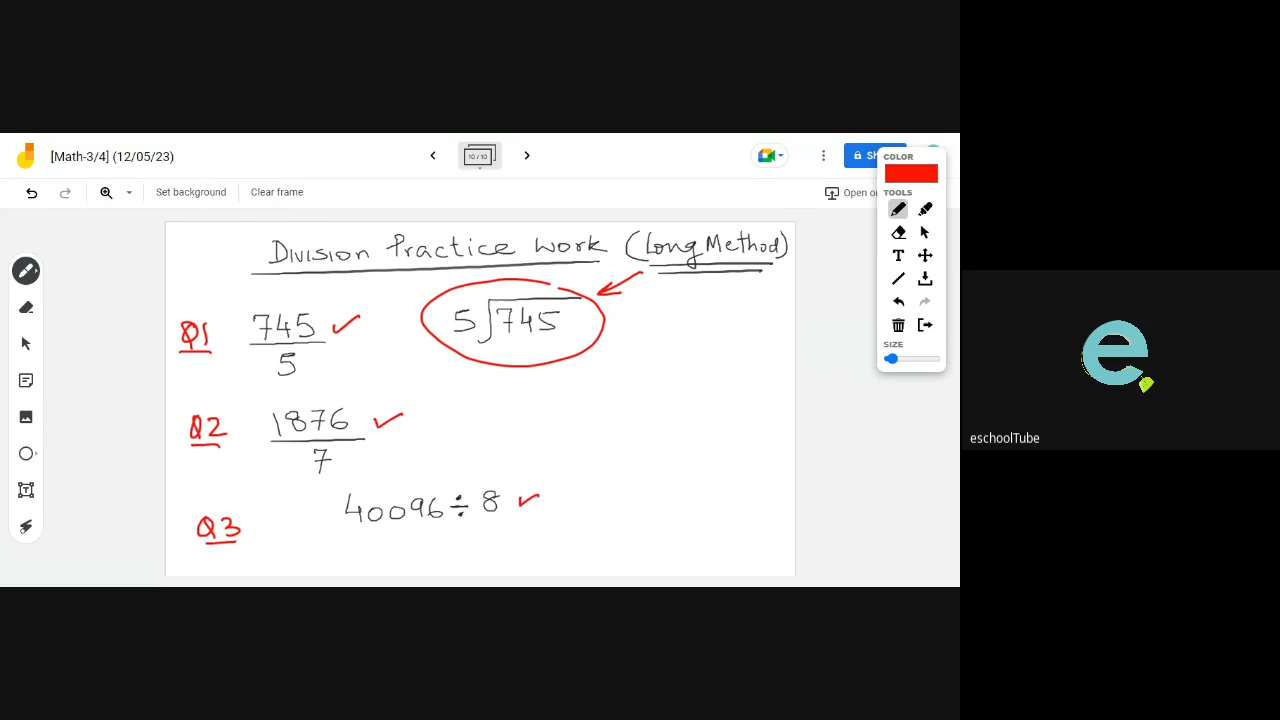 [Math-3/4] (12/05/23)
10 / 10
Set background
Clear frame
Open on
COLOR
TOOLS
SIZE
Division Practice Work (Long Method)
Q1 745/5 5)745
Q2 1876/7
Q3 40096 ÷ 8
eschoolTube